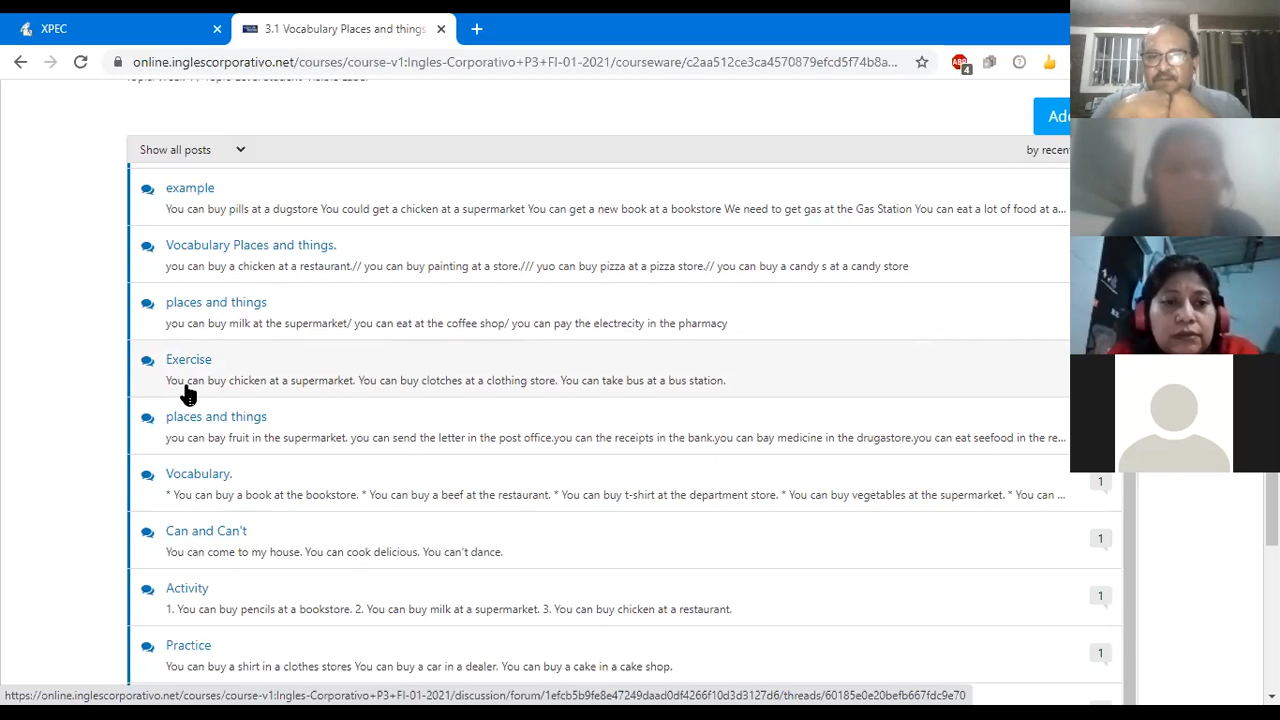 XPEC
3.1 Vocabulary Places and things
online.inglescorporativo.net/courses/course-v1:Ingles-Corporativo+P3+FI-01-2021/courseware/c2aa512ce3ca4570879efcd5f74b8a...
ABP
4
Show all posts
by recent
example
You can buy pills at a dugstore You could get a chicken at a supermarket You can get a new book at a bookstore We need to get gas at the Gas Station You can eat a lot of food at a...
Vocabulary Places and things.
you can buy a chicken at a restaurant.// you can buy painting at a store./// yuo can buy pizza at a pizza store.// you can buy a candy s at a candy store
places and things
you can buy milk at the supermarket/ you can eat at the coffee shop/ you can pay the electrecity in the pharmacy
Exercise
You can buy chicken at a supermarket. You can buy clotches at a clothing store. You can take bus at a bus station.
places and things
you can bay fruit in the supermarket. you can send the letter in the post office.you can the receipts in the bank.you can bay medicine in the drugastore.you can eat seefood in the re...
Vocabulary.
* You can buy a book at the bookstore. * You can buy a beef at the restaurant. * You can buy t-shirt at the department store. * You can buy vegetables at the supermarket. * You can ...
1
Can and Can't
You can come to my house. You can cook delicious. You can't dance.
1
Activity
1. You can buy pencils at a bookstore. 2. You can buy milk at a supermarket. 3. You can buy chicken at a restaurant.
1
Practice
You can buy a shirt in a clothes stores You can buy a car in a dealer. You can buy a cake in a cake shop.
1
https://online.inglescorporativo.net/courses/course-v1:Ingles-Corporativo+P3+FI-01-2021/discussion/forum/1efcb5b9fe8e47249daad0df4266f10d3d3127d6/threads/60185e0e20befb667fdc9e70